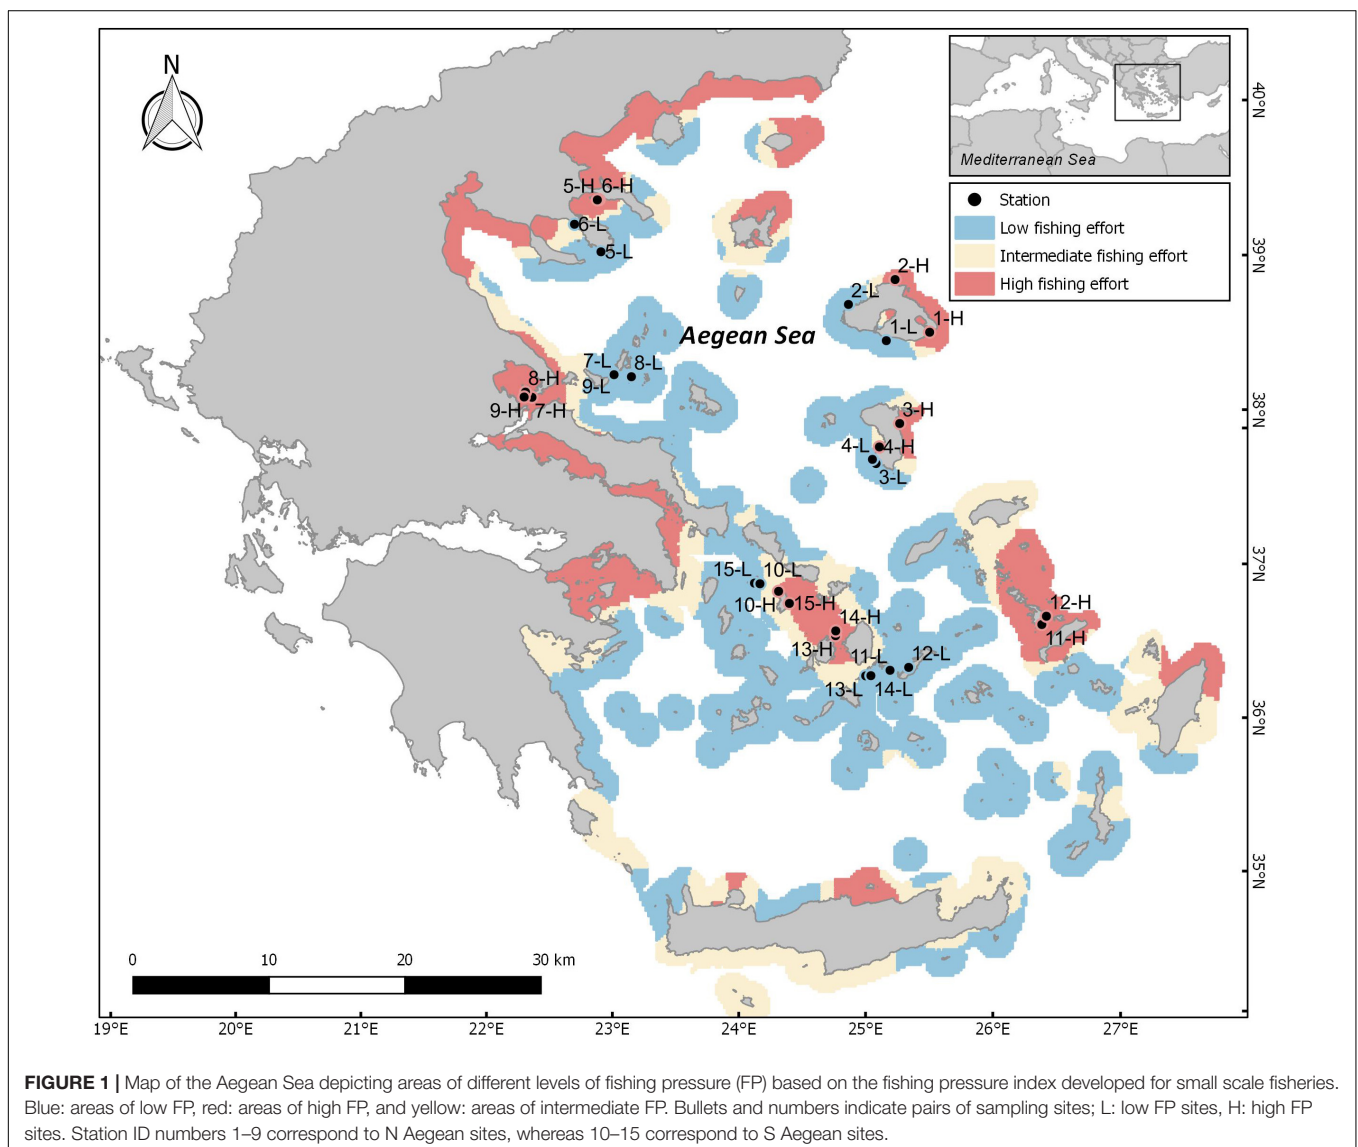 N
Mediterranean Sea
Station
Low fishing effort
Intermediate fishing effort
High fishing effort
40°N
39°N
38°N
37°N
36°N
35°N
5-H 6-H
6-L
5-L
2-H
2-L
1-H
1-L
Aegean Sea
7-L
8-L
9-L
8-H
9-H 7-H
3-H
4-L 4-H
3-L
15-L 10-L
10-H 15-H
14-H
13-H
11-L 12-L
13-L 14-L
12-H
11-H
0 10 20 30 km
19°E 20°E 21°E 22°E 23°E 24°E 25°E 26°E 27°E
FIGURE 1 | Map of the Aegean Sea depicting areas of different levels of fishing pressure (FP) based on the fishing pressure index developed for small scale fisheries.
Blue: areas of low FP, red: areas of high FP, and yellow: areas of intermediate FP. Bullets and numbers indicate pairs of sampling sites; L: low FP sites, H: high FP
sites. Station ID numbers 1–9 correspond to N Aegean sites, whereas 10–15 correspond to S Aegean sites.